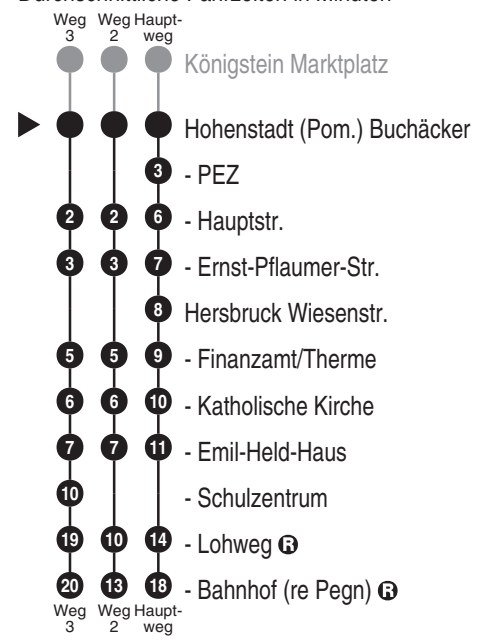 Durchschnittliche Fahrzeiten in Minuten
Weg 3 Weg 2 Haupt-weg
Königstein Marktplatz
Hohenstadt (Pom.) Buchäcker
3 - PEZ
2 2 6 - Hauptstr.
3 3 7 - Ernst-Pflaumer-Str.
8 Hersbruck Wiesenstr.
5 5 9 - Finanzamt/Therme
6 6 10 - Katholische Kirche
7 7 11 - Emil-Held-Haus
10 - Schulzentrum
19 10 14 - Lohweg R
20 13 18 - Bahnhof (re Pegn) R
Weg 3 Weg 2 Haupt-weg